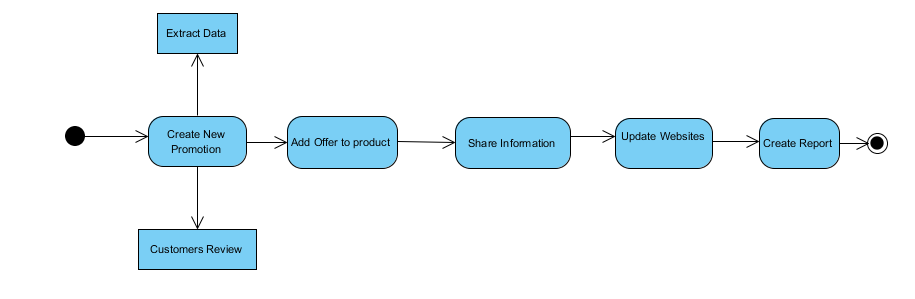 Extract Data
Create New
Promotion
Add Offer to product
Share Information
Update Websites
Create Report
Customers Review